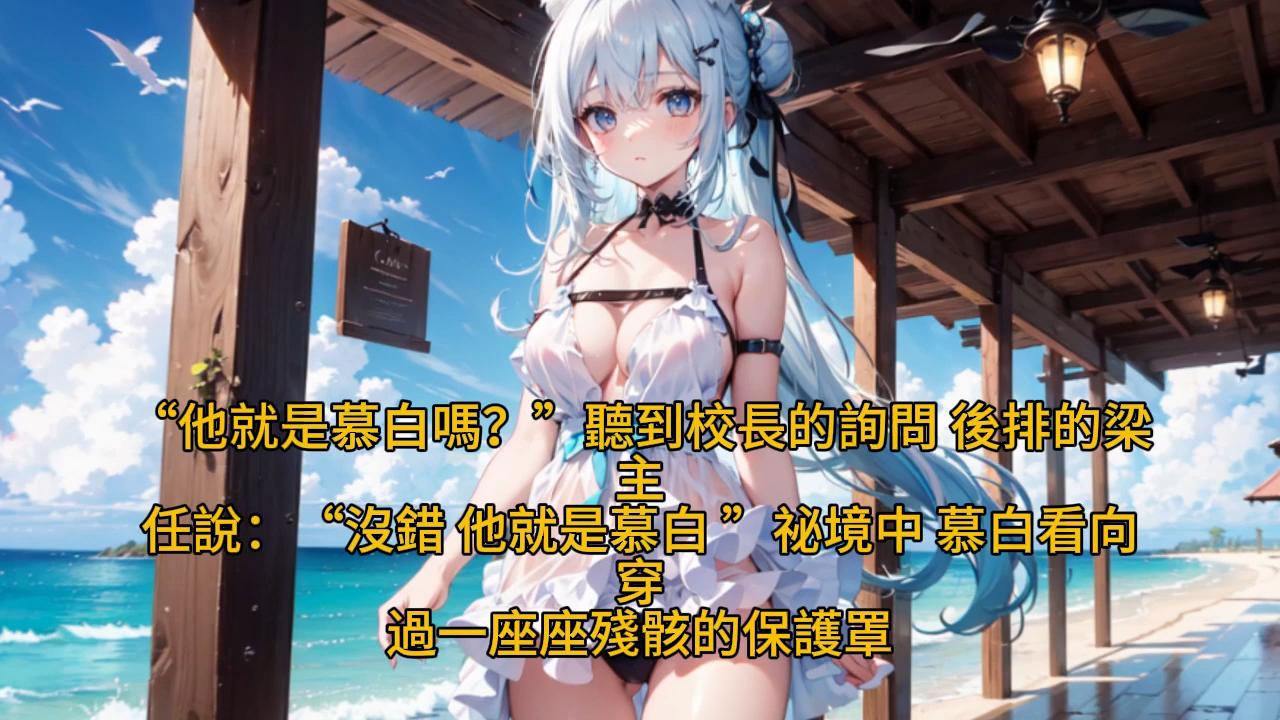 “他就是慕白嗎？”聽到校長的詢問 後排的梁
主
任說：“沒錯 他就是慕白 ”祕境中 慕白看向
穿
過一座座殘骸的保護罩